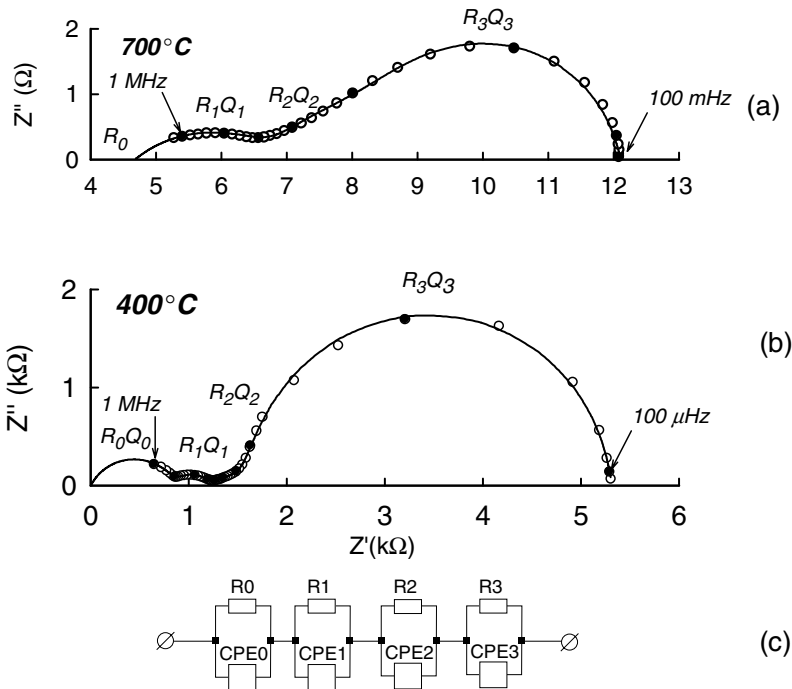 700°C
R3Q3
1 MHz
R1Q1
R2Q2
R0
100 mHz
Z'' (Ω)
2
1
0
4 5 6 7 8 9 10 11 12 13
(a)
400°C
R3Q3
1 MHz
R2Q2
R0Q0
R1Q1
100 μHz
Z'' (kΩ)
2
1
0
0 1 2 3 4 5 6
Z'(kΩ)
(b)
R0 R1 R2 R3
CPE0 CPE1 CPE2 CPE3
(c)